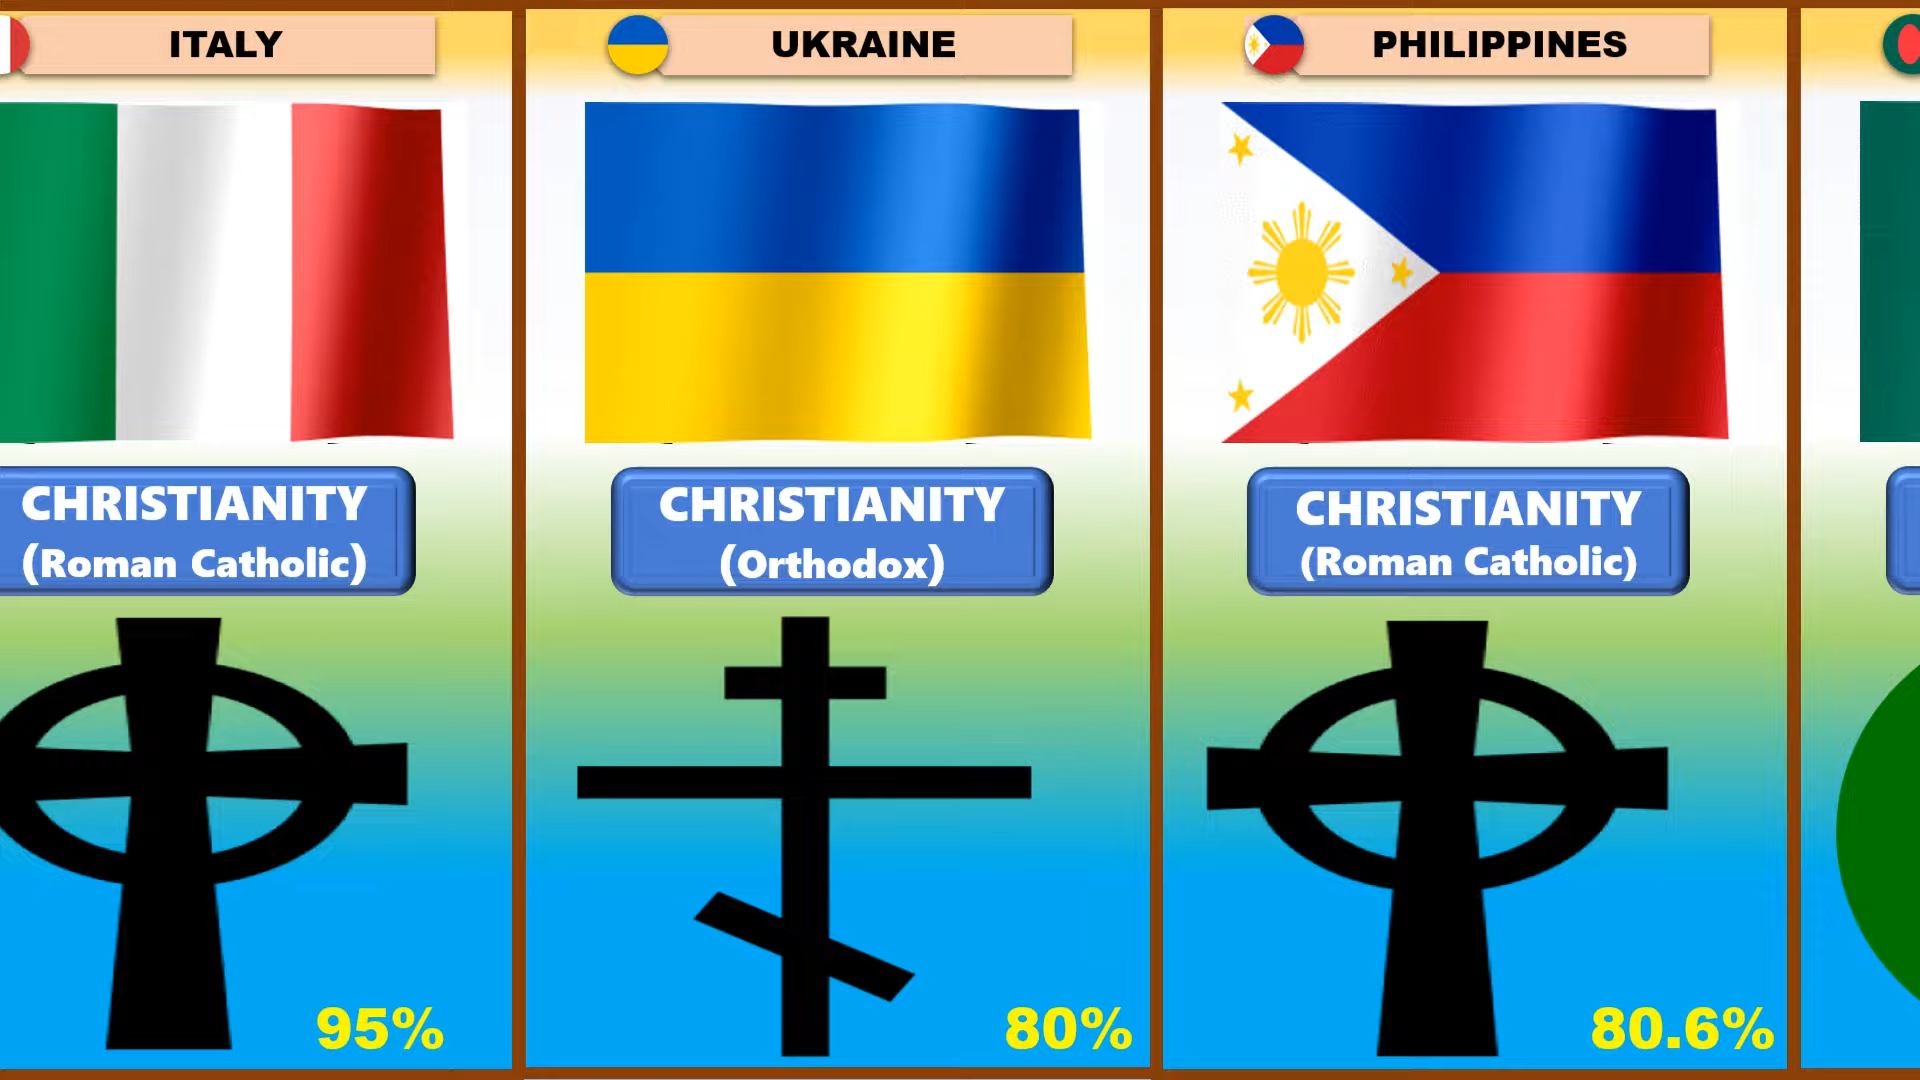 ITALY
CHRISTIANITY
(Roman Catholic)
95%
UKRAINE
CHRISTIANITY
(Orthodox)
80%
PHILIPPINES
CHRISTIANITY
(Roman Catholic)
80.6%